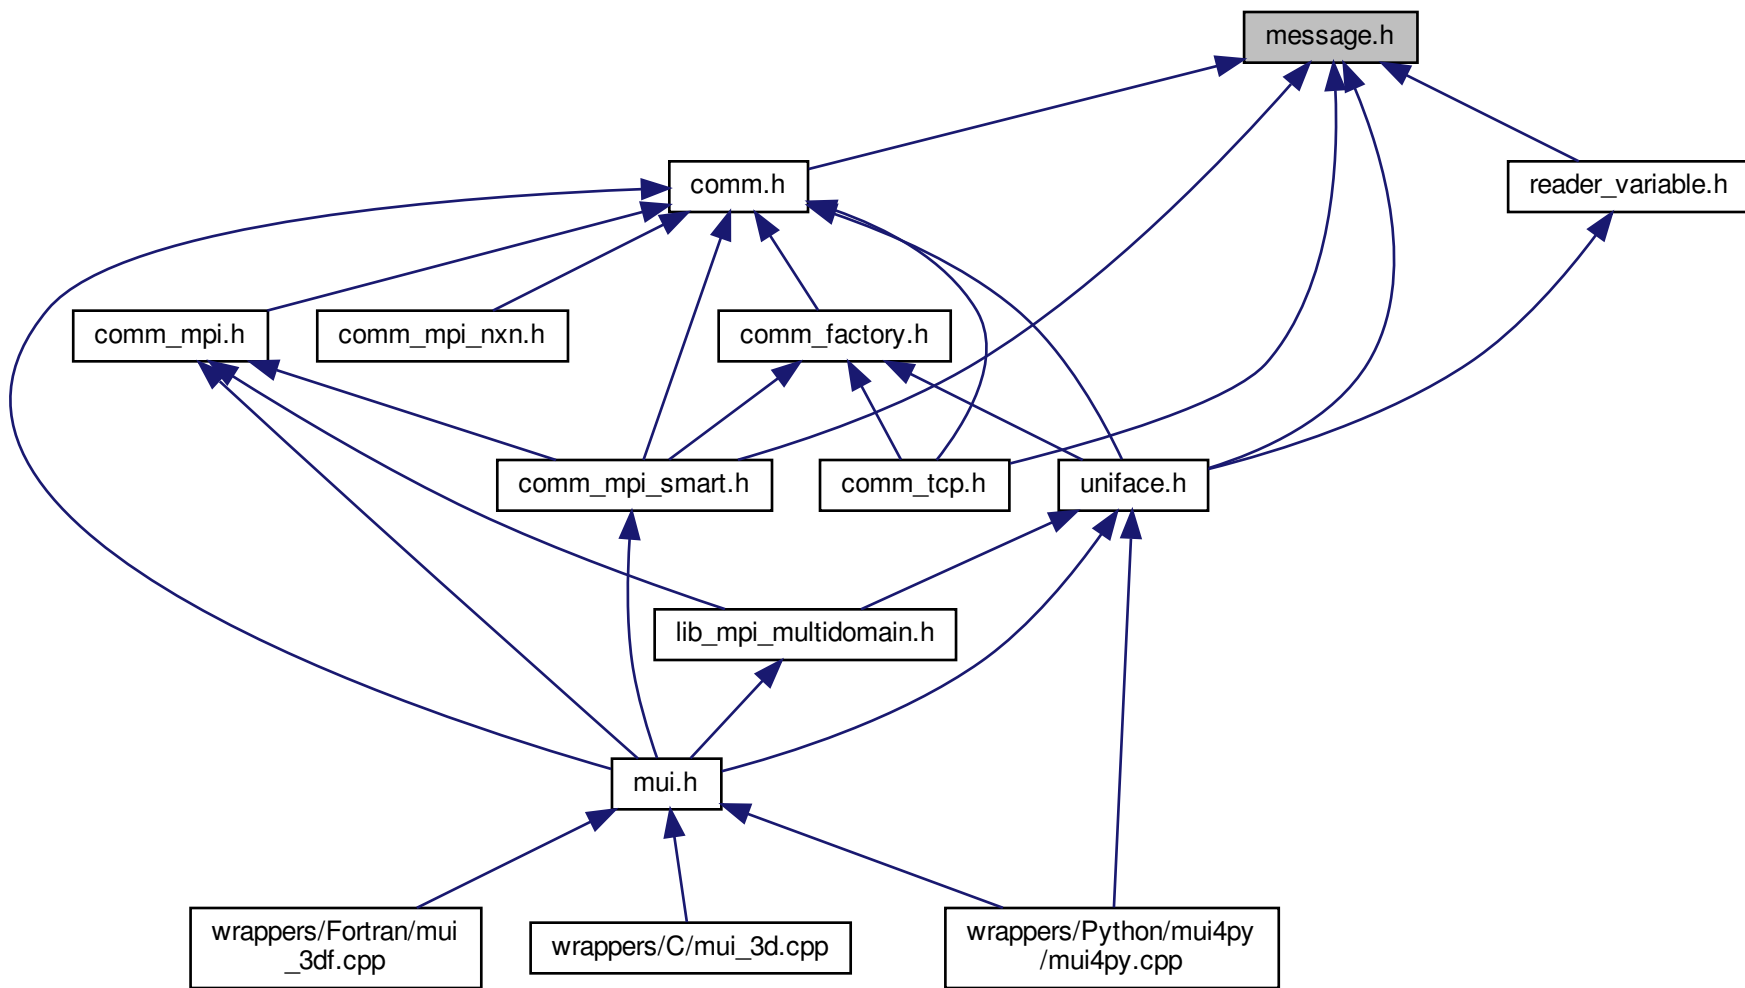 message.h
comm.h
reader_variable.h
comm_mpi.h
comm_mpi_nxn.h
comm_factory.h
comm_mpi_smart.h
comm_tcp.h
uniface.h
lib_mpi_multidomain.h
mui.h
wrappers/Fortran/mui
_3df.cpp
wrappers/C/mui_3d.cpp
wrappers/Python/mui4py
/mui4py.cpp